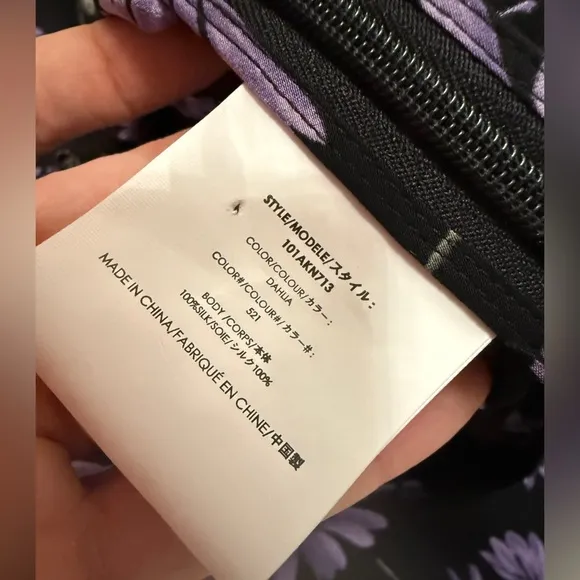 STYLE/MODELE/スタイル:
101AKN713
COLOR/COLOUR/カラー:
DAHLIA
COLOR#/COLOUR#/カラー#:
521
BODY/CORPS/本体
100%SILK/SOIE/シルク100%
MADE IN CHINA/FABRIQUÉ EN CHINE/中国製